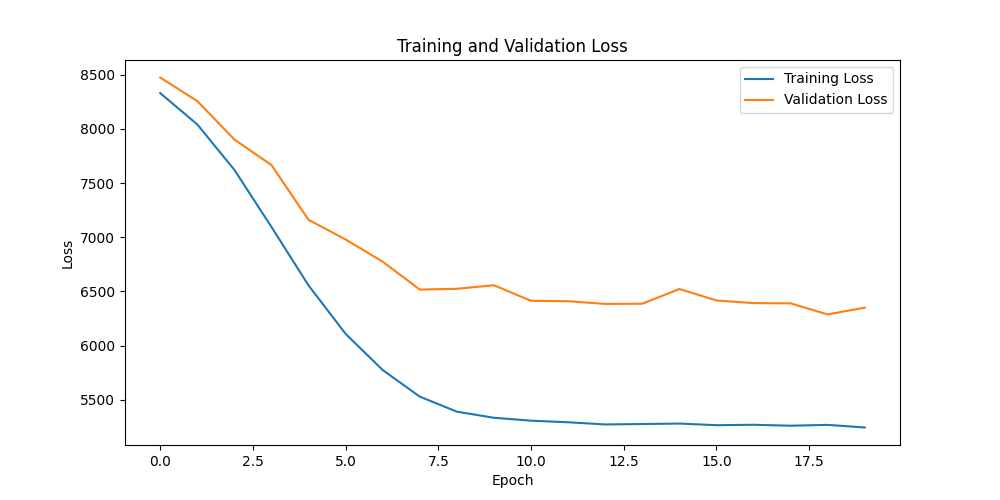 Training and Validation Loss
Training Loss
Validation Loss
8500
8000
7500
7000
6500
6000
5500
Loss
0.0 2.5 5.0 7.5 10.0 12.5 15.0 17.5
Epoch